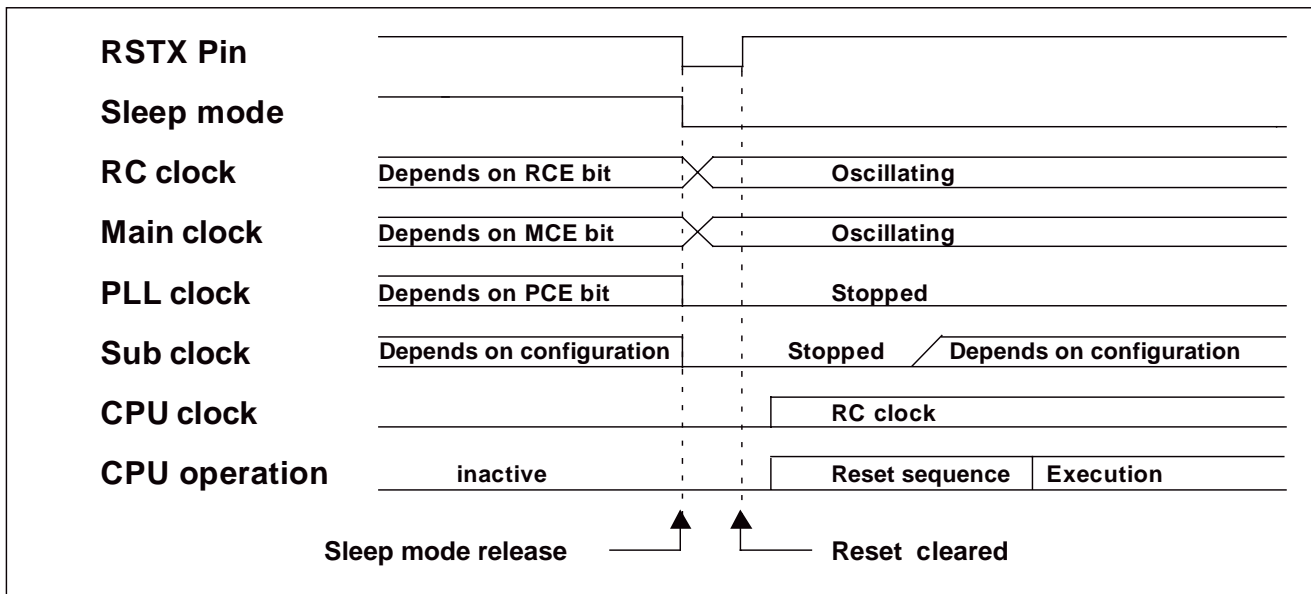 RSTX Pin
Sleep mode
RC clock Depends on RCE bit Oscillating
Main clock Depends on MCE bit Oscillating
PLL clock Depends on PCE bit Stopped
Sub clock Depends on configuration Stopped Depends on configuration
CPU clock RC clock
CPU operation inactive Reset sequence Execution
Sleep mode release Reset cleared